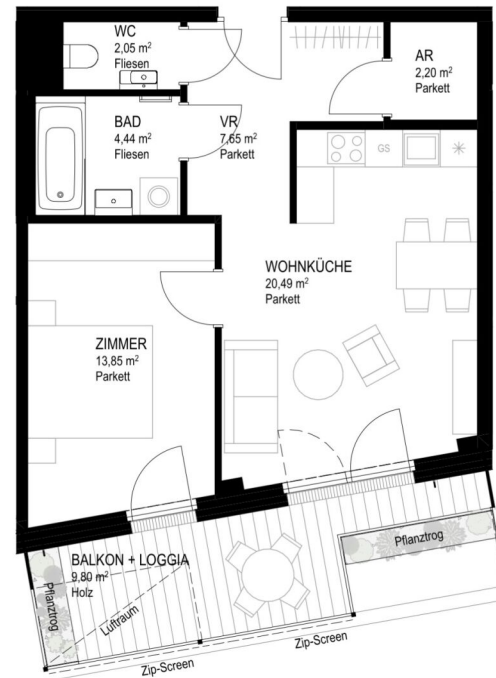 WC
2,05 m²
Fliesen
AR
2,20 m²
Parkett
BAD
4,44 m²
Fliesen
VR
7,65 m²
Parkett
GS
WOHNKÜCHE
20,49 m²
Parkett
ZIMMER
13,85 m²
Parkett
Pflanztrog
BALKON + LOGGIA
9,80 m²
Holz
Pflanztrog
Luftraum
Zip-Screen
Zip-Screen